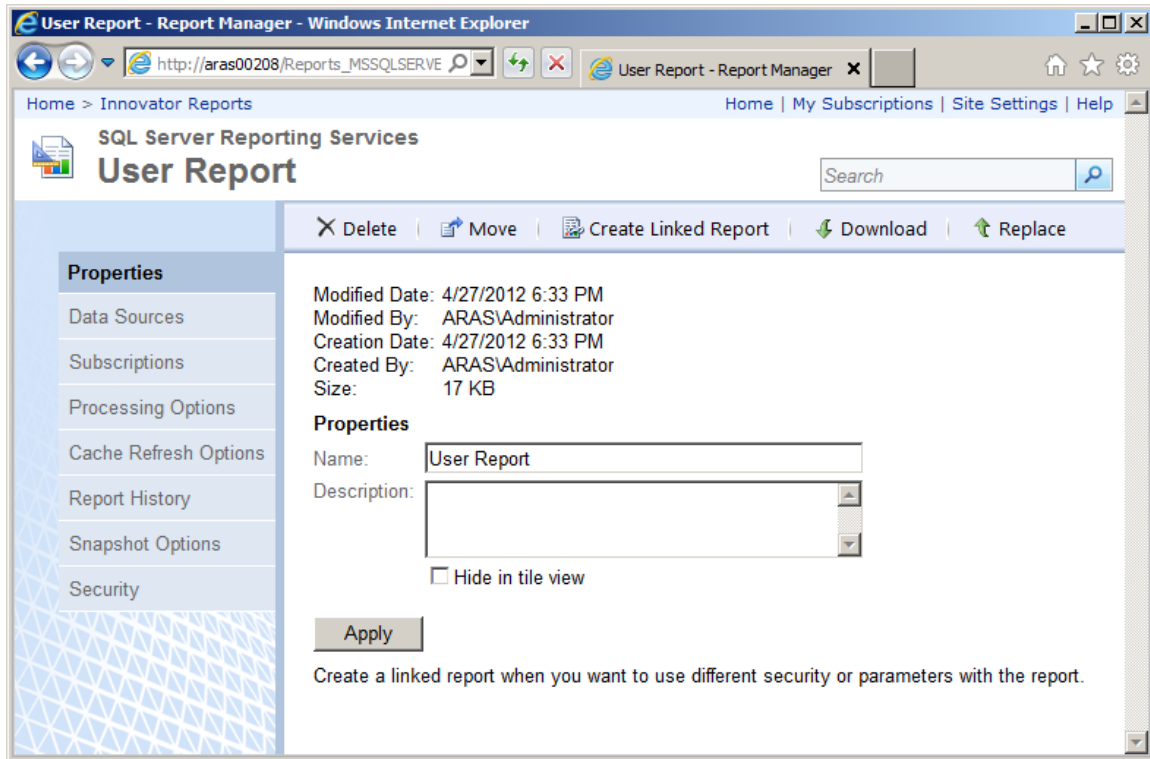 User Report - Report Manager - Windows Internet Explorer
http://aras00208/Reports_MSSQLSERVE
User Report - Report Manager
Home > Innovator Reports
Home | My Subscriptions | Site Settings | Help
SQL Server Reporting Services
User Report
Search
Delete | Move | Create Linked Report | Download | Replace
Properties
Data Sources
Subscriptions
Processing Options
Cache Refresh Options
Report History
Snapshot Options
Security
Modified Date: 4/27/2012 6:33 PM
Modified By: ARAS\Administrator
Creation Date: 4/27/2012 6:33 PM
Created By: ARAS\Administrator
Size: 17 KB
Properties
Name: User Report
Description:
Hide in tile view
Apply
Create a linked report when you want to use different security or parameters with the report.